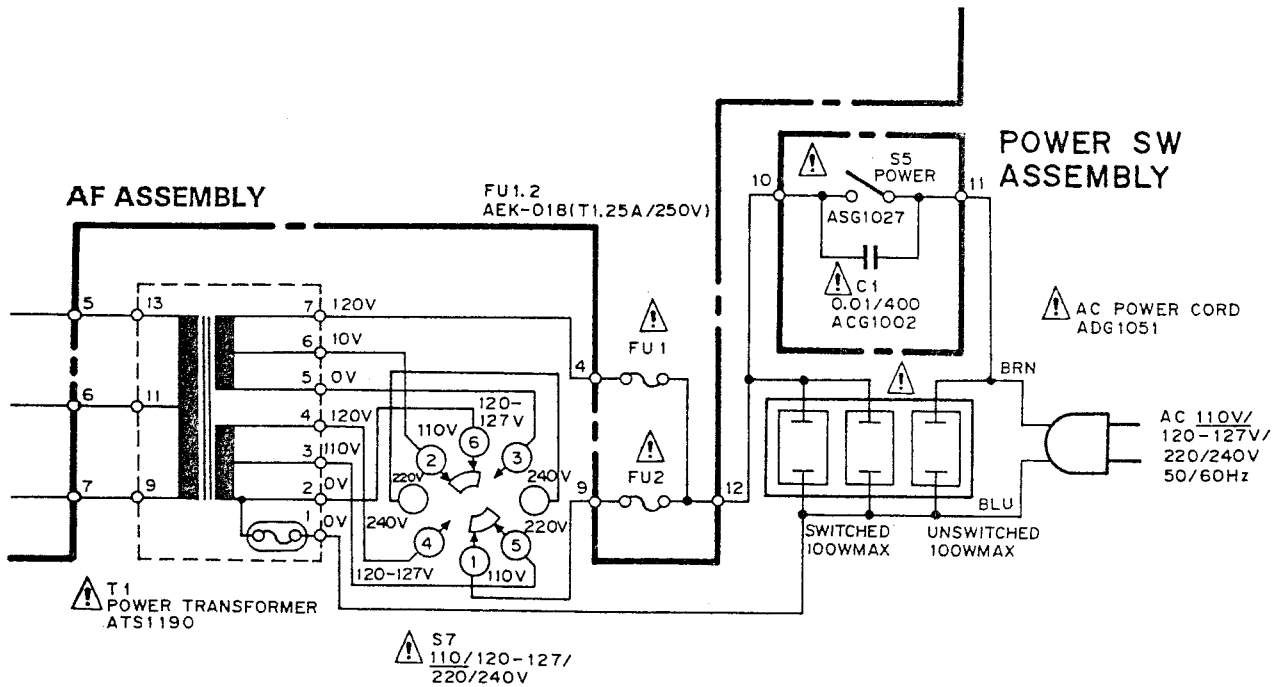 POWER SW
ASSEMBLY
S5
POWER
10
11
ASG1027
C1
0.01/400
ACG1002
AF ASSEMBLY
FU1.2
AEK-018(T1.25A/250V)
AC POWER CORD
ADG1051
5
13
7
120V
6
10V
5
0V
4
120V
3
110V
2
0V
1
0V
6
11
7
9
FU1
4
FU2
9
12
BRN
BLU
AC 110V/
120-127V/
220/240V
50/60Hz
120-
127V
110V
6
2
3
220V
240V
240V
220V
4
5
1
120-127V
110V
SWITCHED
100WMAX
UNSWITCHED
100WMAX
T1
POWER TRANSFORMER
ATS1190
S7
110/120-127/
220/240V